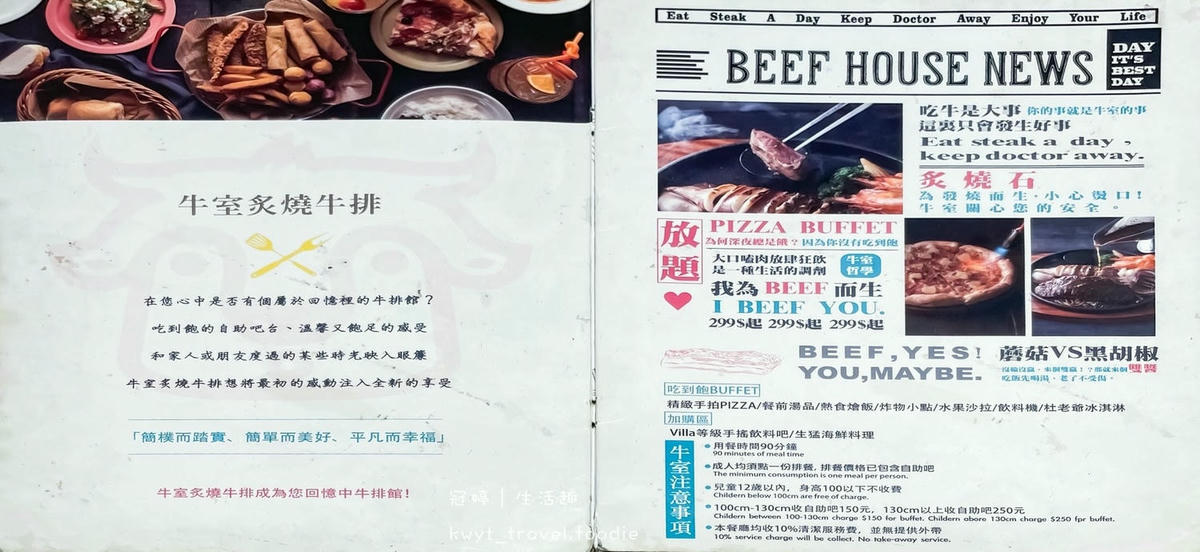 牛室炙燒牛排
在您心中是否有個屬於回憶裡的牛排館？
吃到飽的自助吧台、溫馨又飽足的感受
和家人或朋友度過的某些時光映入眼簾
牛室炙燒牛排想將最初的感動注入全新的享受
「簡樸而踏實、簡單而美好、平凡而幸福」
牛室炙燒牛排成為您回憶中牛排館！
冠婷｜生活趣
kwyt_travel.foodie
Eat Steak A Day Keep Doctor Away Enjoy Your Life
BEEF HOUSE NEWS
DAY
IT'S
BEST
DAY
吃牛是大事 你的事就是牛室的事
這裏只會發生好事
Eat steak a day，
keep doctor away.
炙燒石
為發燒而生‧小心燙口！
牛室關心您的安全。
放題
PIZZA BUFFET
為何深夜總是餓？因為你沒有吃到飽
大口嗑肉放肆狂飲
是一種生活的調劑
牛室
哲學
我為BEEF而生
I BEEF YOU.
299$起 299$起 299$起
BEEF,YES!
YOU,MAYBE.
蘑菇VS黑胡椒
雙醬
吃飯先喝湯，老了不受傷。
吃到飽BUFFET
精緻手拍PIZZA/餐前湯品/熱食燴飯/炸物小點/水果沙拉/飲料機/杜老爺冰淇淋
加購區
Villa等級手搖飲料吧/生猛海鮮料理
牛室注意事項
用餐時間90分鐘
90 minutes of meal time
成人均須點一份排餐, 排餐價格已包含自助吧
The minimum consumption is one meal per person.
兒童12歲以內, 身高100以下不收費
Childern below 100cm are free of charge.
100cm-130cm收自助吧150元, 130cm以上收自助吧250元
Childern between 100-130cm charge $150 for buffet. Childern above 130cm charge $250 fpr buffet.
本餐廳均收10%清潔服務費, 並無提供外帶
10% service charge will be collect. No take-away service.